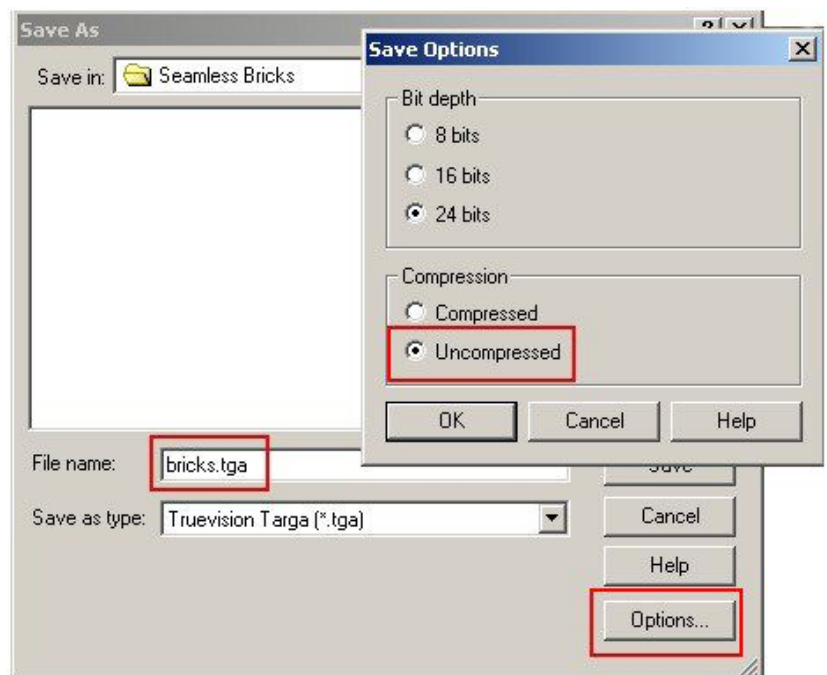 Save As
Save in: Seamless Bricks
File name: bricks.tga
Save as type: Truevision Targa (*.tga)
Save
Cancel
Help
Options...
Save Options
Bit depth
8 bits
16 bits
24 bits
Compression
Compressed
Uncompressed
OK Cancel Help